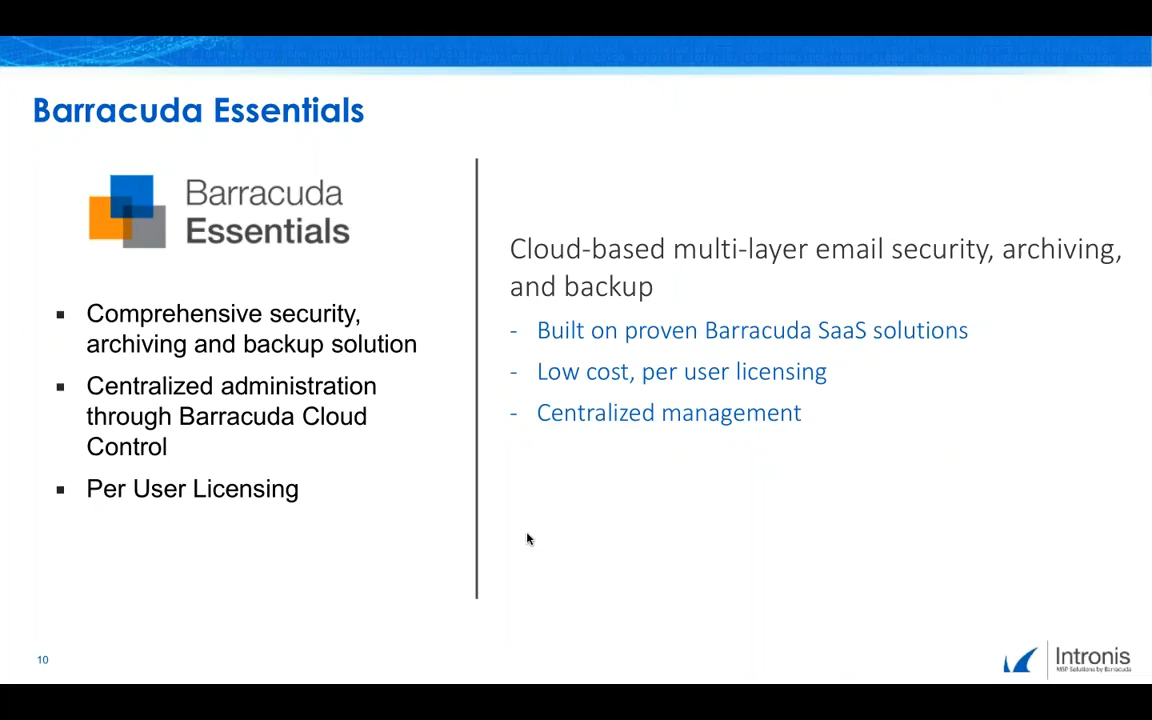 Barracuda Essentials
Barracuda
Essentials
▪ Comprehensive security,
archiving and backup solution
▪ Centralized administration
through Barracuda Cloud
Control
▪ Per User Licensing
Cloud-based multi-layer email security, archiving,
and backup
- Built on proven Barracuda SaaS solutions
- Low cost, per user licensing
- Centralized management
10
Intronis
MSP Solutions by Barracuda